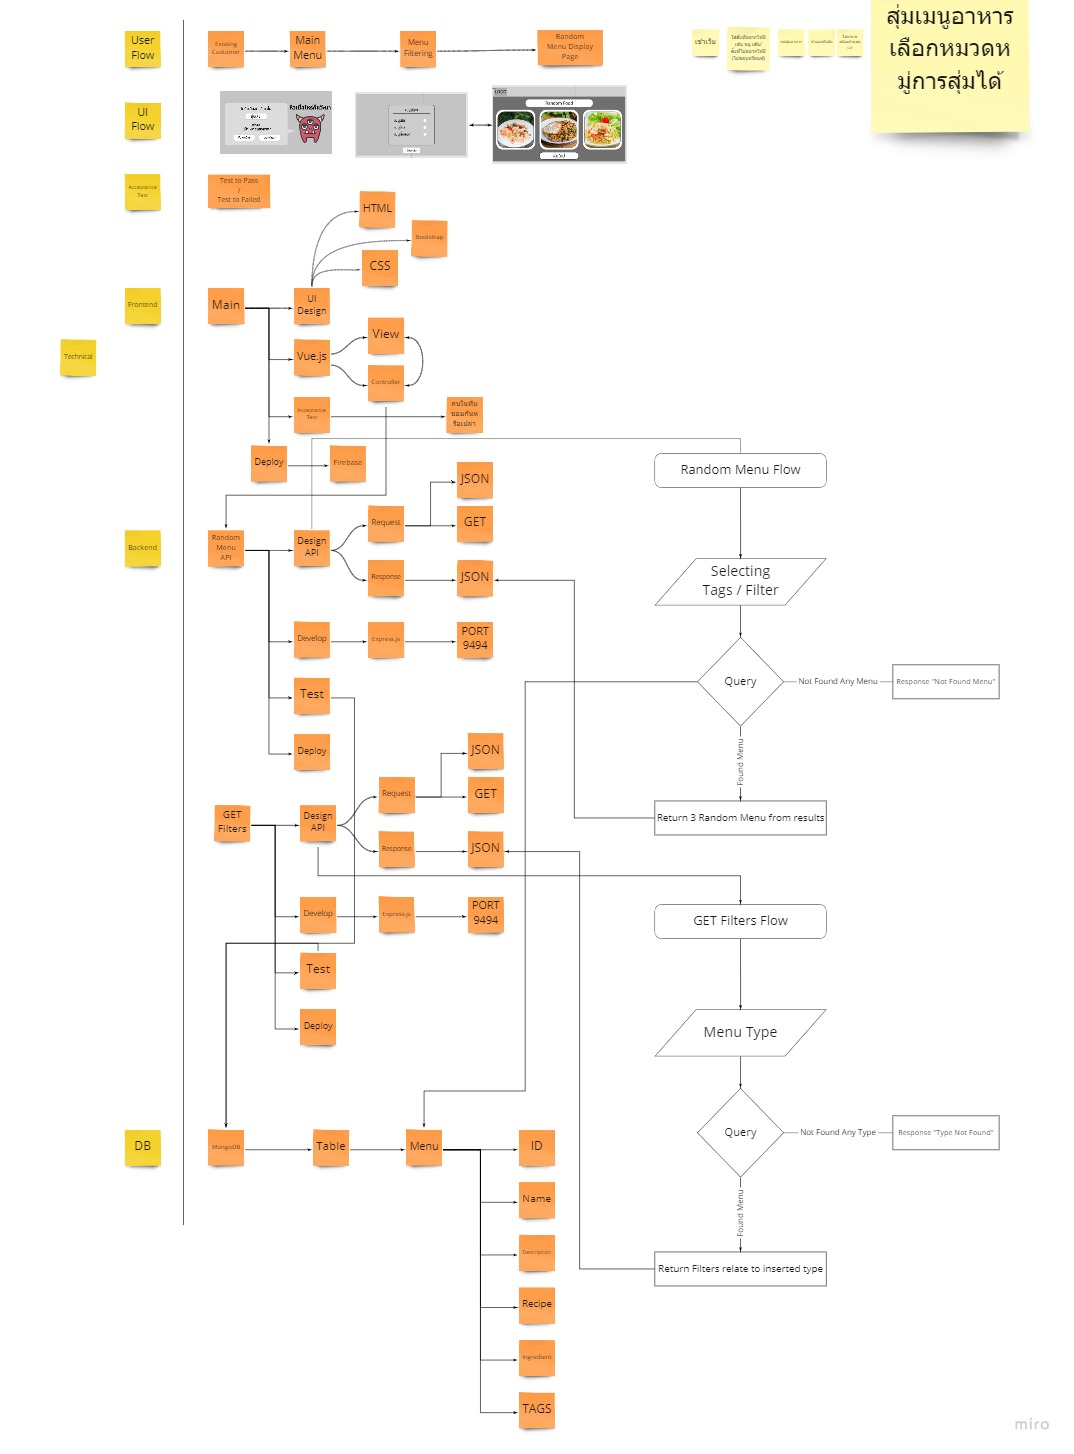 สุ่มเมนูอาหาร
เลือกหมวดห
มู่การสุ่มได้
User
Flow
Existing
Customer
Main
Menu
Menu
Filtering
Random
Menu Display
Page
เข้าเว็บ
UI
Flow
LOGO
Random Food
Acceptance
Test
Test to Pass
/
Test to Failed
HTML
Bootstrap
CSS
Frontend
Main
UI
Design
Technical
Vue.js
View
Controller
Acceptance
Test
คนในทีม
ชอบกันห
รือเปล่า
Deploy
Firebase
Random Menu Flow
JSON
Request
GET
Backend
Random
Menu
API
Design
API
Response
JSON
Selecting
Tags / Filter
Develop
Express.js
PORT
9494
Query
Not Found Any Menu
Response "Not Found Menu"
Test
Deploy
Found Menu
JSON
Request
GET
Return 3 Random Menu from results
GET
Filters
Design
API
Response
JSON
Develop
Express.js
PORT
9494
GET Filters Flow
Test
Deploy
Menu Type
DB
MongoDB
Table
Menu
ID
Query
Not Found Any Type
Response "Type Not Found"
Name
Found Menu
Description
Return Filters relate to inserted type
Recipe
Ingredient
TAGS
miro